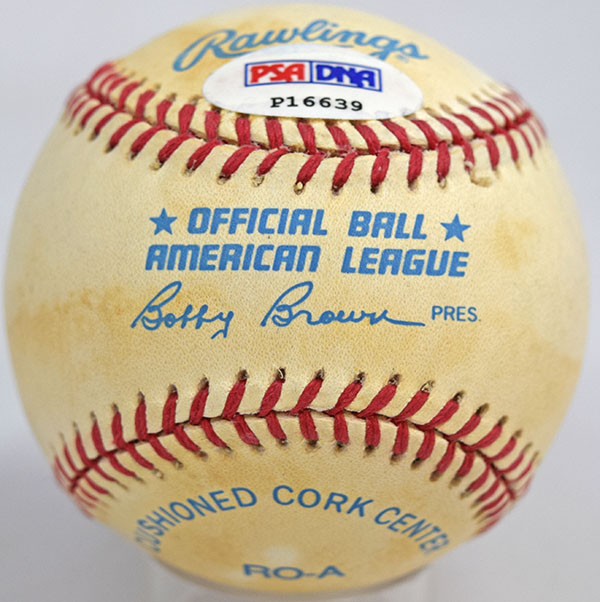 Rawlings®
PSA DNA
P16639
★ OFFICIAL BALL ★
AMERICAN LEAGUE
Bobby Brown PRES.
CUSHIONED CORK CENTER
RO-A